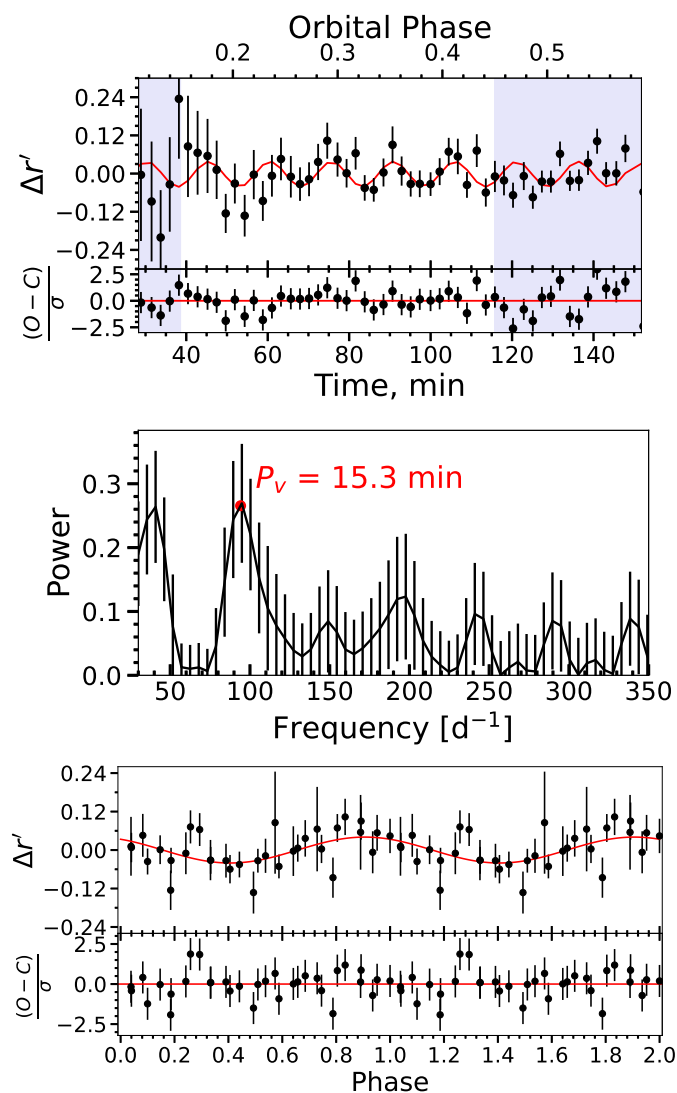 Orbital Phase
0.2 0.3 0.4 0.5
0.24
0.12
0.00
−0.12
−0.24
Δr′
2.5
0.0
−2.5
(O − C)
σ
40 60 80 100 120 140
Time, min
P_v = 15.3 min
0.3
0.2
0.1
0.0
Power
50 100 150 200 250 300 350
Frequency [d⁻¹]
0.24
0.12
0.00
−0.12
−0.24
Δr′
2.5
0.0
−2.5
(O − C)
σ
0.0 0.2 0.4 0.6 0.8 1.0 1.2 1.4 1.6 1.8 2.0
Phase